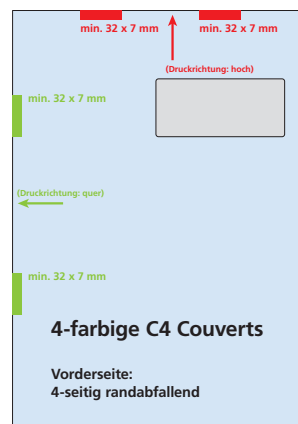 min. 32 x 7 mm
min. 32 x 7 mm
(Druckrichtung: hoch)
min. 32 x 7 mm
(Druckrichtung: quer)
min. 32 x 7 mm
4-farbige C4 Couverts
Vorderseite:
4-seitig randabfallend